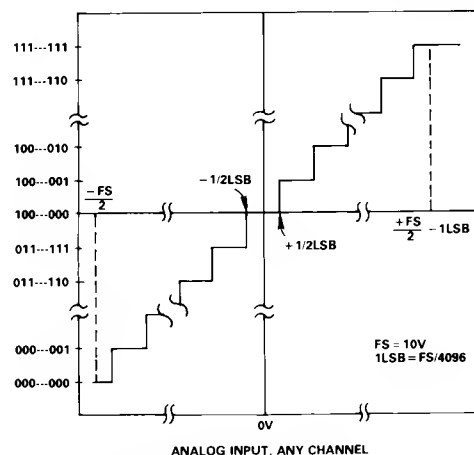 111---111
111---110
100---010
100---001
100---000
011---111
011---110
000---001
000---000
-FS/2
-1/2LSB
+1/2LSB
+FS/2 -1LSB
FS = 10V
1LSB = FS/4096
0V
ANALOG INPUT, ANY CHANNEL